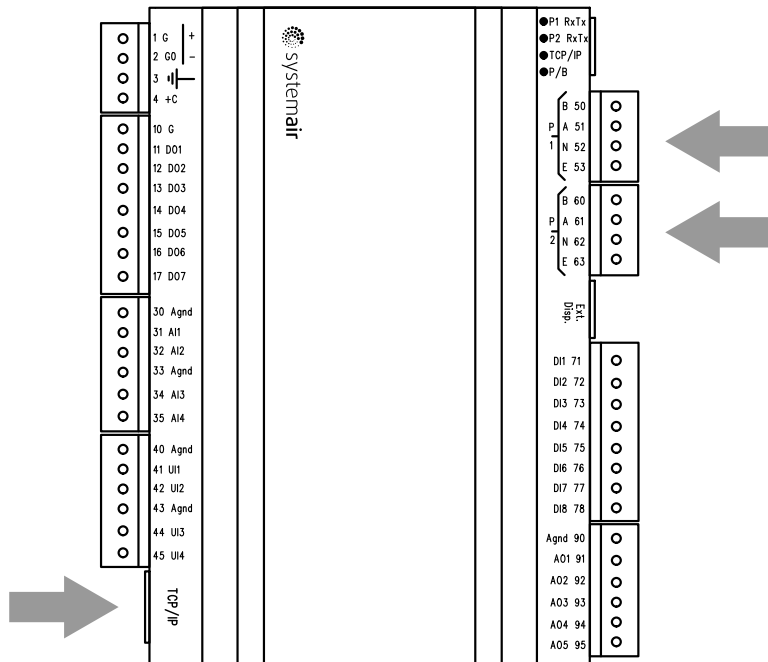 1 G +
2 G0 −
3
4 +C
10 G
11 DO1
12 DO2
13 DO3
14 DO4
15 DO5
16 DO6
17 DO7
30 Agnd
31 AI1
32 AI2
33 Agnd
34 AI3
35 AI4
40 Agnd
41 UI1
42 UI2
43 Agnd
44 UI3
45 UI4
TCP/IP
systemair
P1 RxTx
P2 RxTx
TCP/IP
P/B
P
1
B 50
A 51
N 52
E 53
P
2
B 60
A 61
N 62
E 63
Ext.
Disp.
DI1 71
DI2 72
DI3 73
DI4 74
DI5 75
DI6 76
DI7 77
DI8 78
Agnd 90
AO1 91
AO2 92
AO3 93
AO4 94
AO5 95